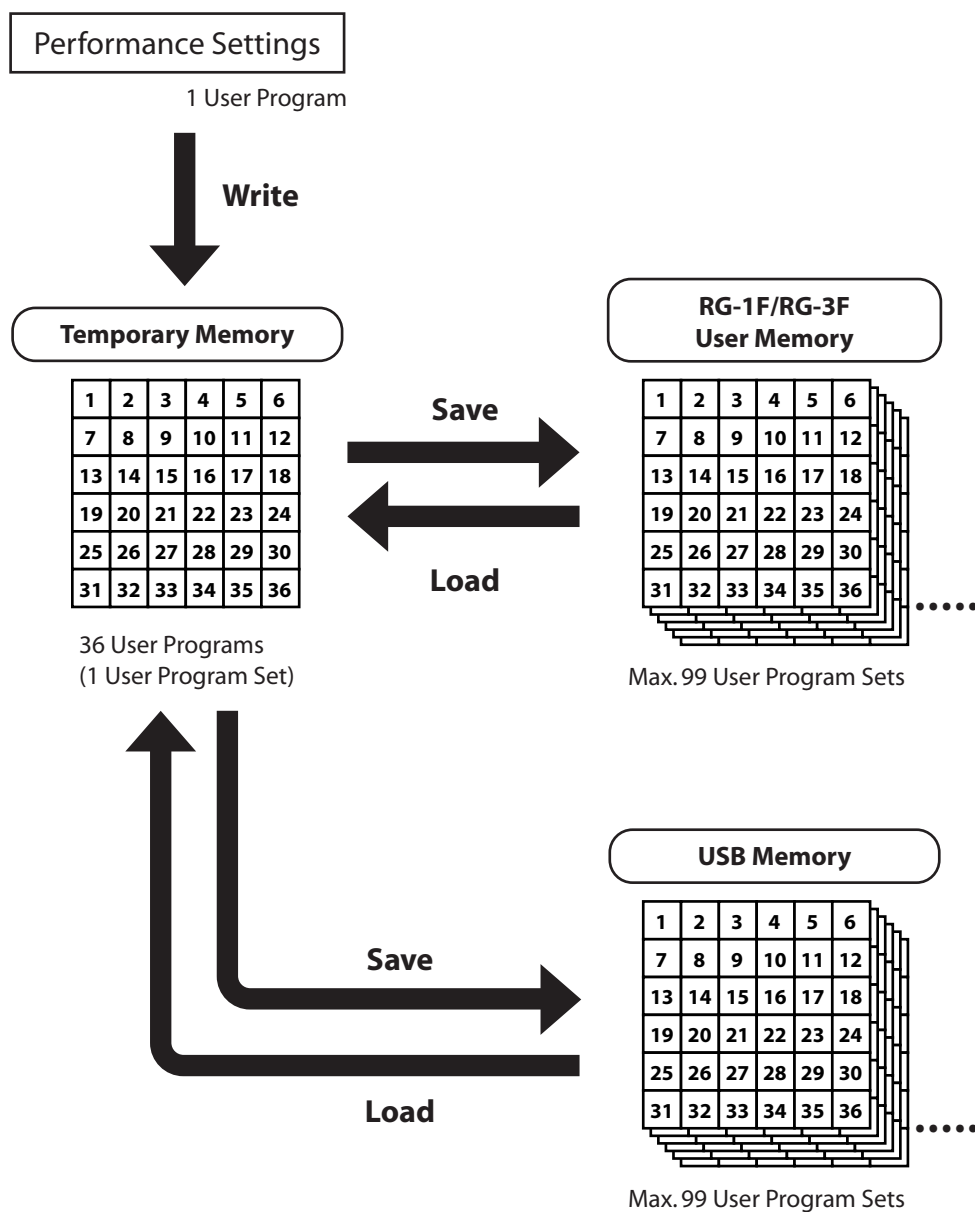 Performance Settings
1 User Program
Write
Temporary Memory
1 2 3 4 5 6
7 8 9 10 11 12
13 14 15 16 17 18
19 20 21 22 23 24
25 26 27 28 29 30
31 32 33 34 35 36
36 User Programs
(1 User Program Set)
Save
Load
RG-1F/RG-3F
User Memory
1 2 3 4 5 6
7 8 9 10 11 12
13 14 15 16 17 18
19 20 21 22 23 24
25 26 27 28 29 30
31 32 33 34 35 36
Max. 99 User Program Sets
Save
Load
USB Memory
1 2 3 4 5 6
7 8 9 10 11 12
13 14 15 16 17 18
19 20 21 22 23 24
25 26 27 28 29 30
31 32 33 34 35 36
Max. 99 User Program Sets